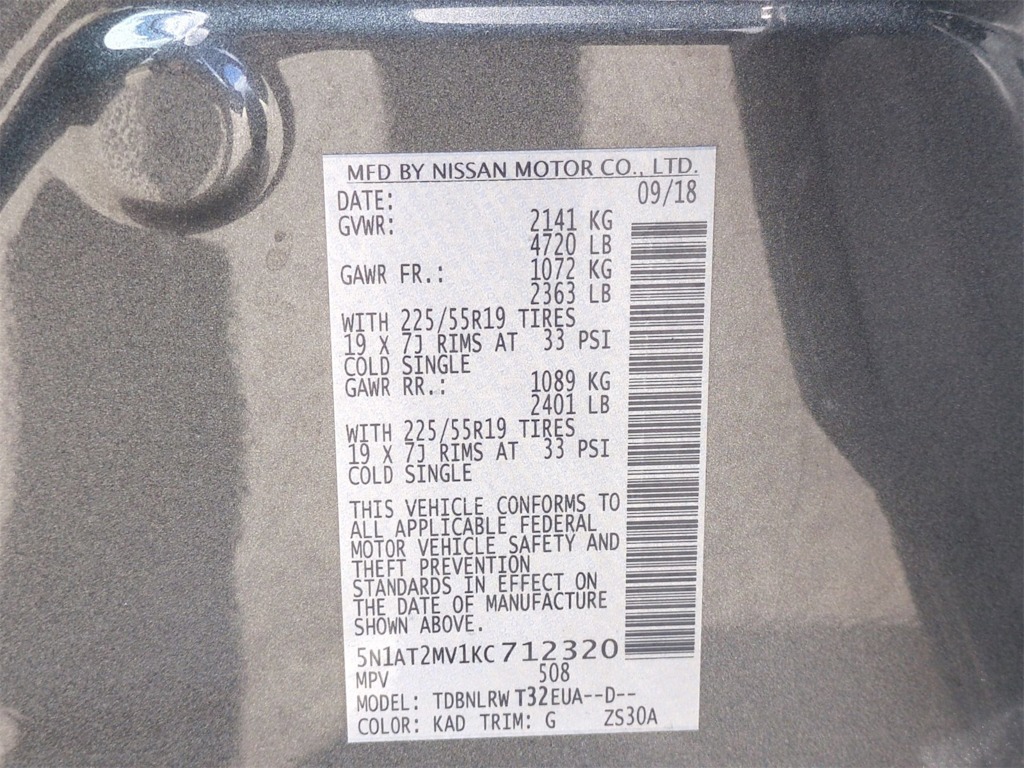 MFD BY NISSAN MOTOR CO., LTD.
DATE: 09/18
GVWR: 2141 KG
4720 LB
GAWR FR.: 1072 KG
2363 LB
WITH 225/55R19 TIRES
19 X 7J RIMS AT 33 PSI
COLD SINGLE
GAWR RR.: 1089 KG
2401 LB
WITH 225/55R19 TIRES
19 X 7J RIMS AT 33 PSI
COLD SINGLE
THIS VEHICLE CONFORMS TO
ALL APPLICABLE FEDERAL
MOTOR VEHICLE SAFETY AND
THEFT PREVENTION
STANDARDS IN EFFECT ON
THE DATE OF MANUFACTURE
SHOWN ABOVE.
5N1AT2MV1KC712320
MPV 508
MODEL: TDBNLRWT32EUA--D--
COLOR: KAD TRIM: G ZS30A